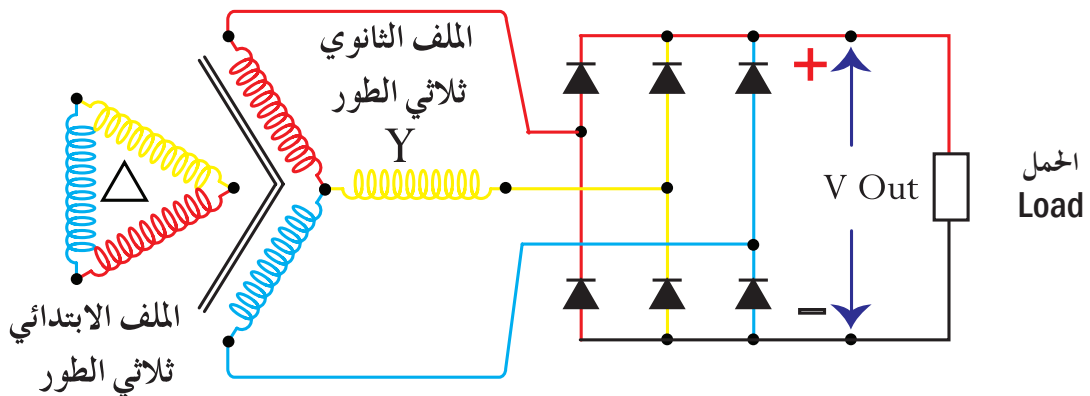 الملف الثانوي
ثلاثي الطور
Y
△
+
V Out
الحمل
Load
−
الملف الابتدائي
ثلاثي الطور